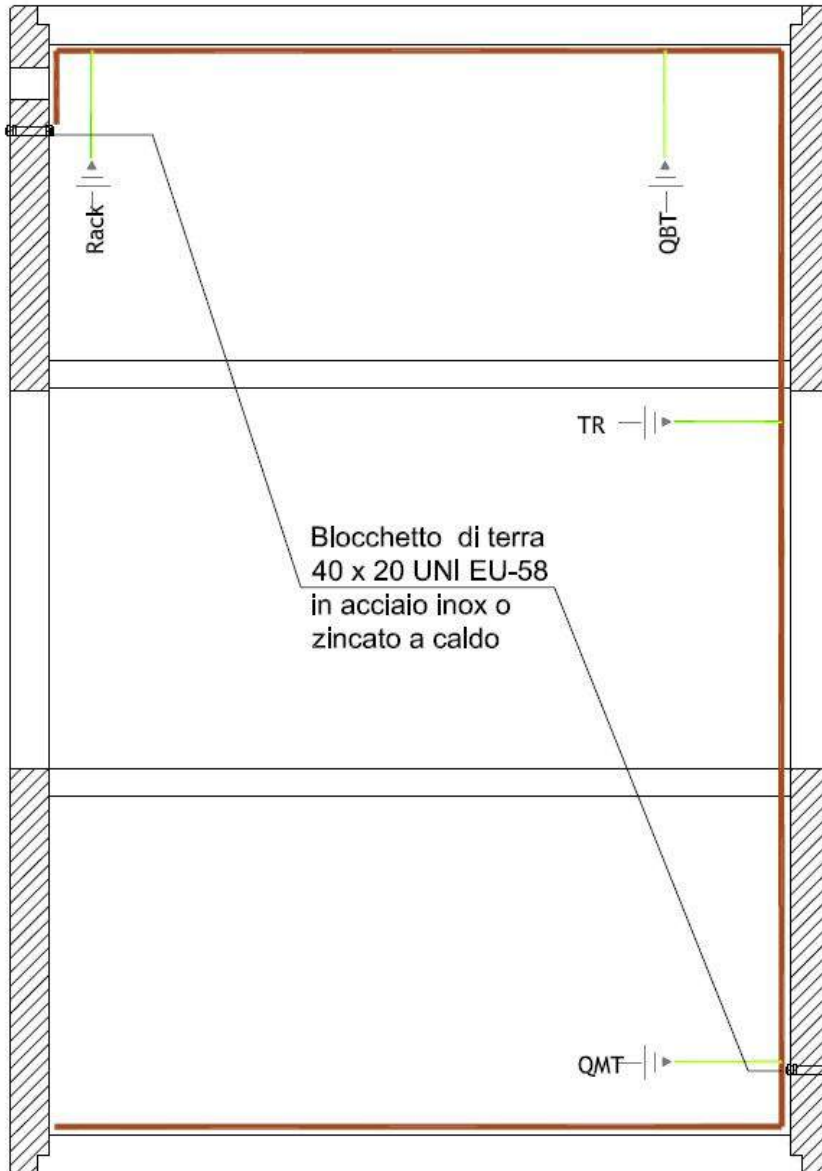 Rack
QBT
TR
Blocchetto di terra
40 x 20 UNI EU-58
in acciaio inox o
zincato a caldo
QMT